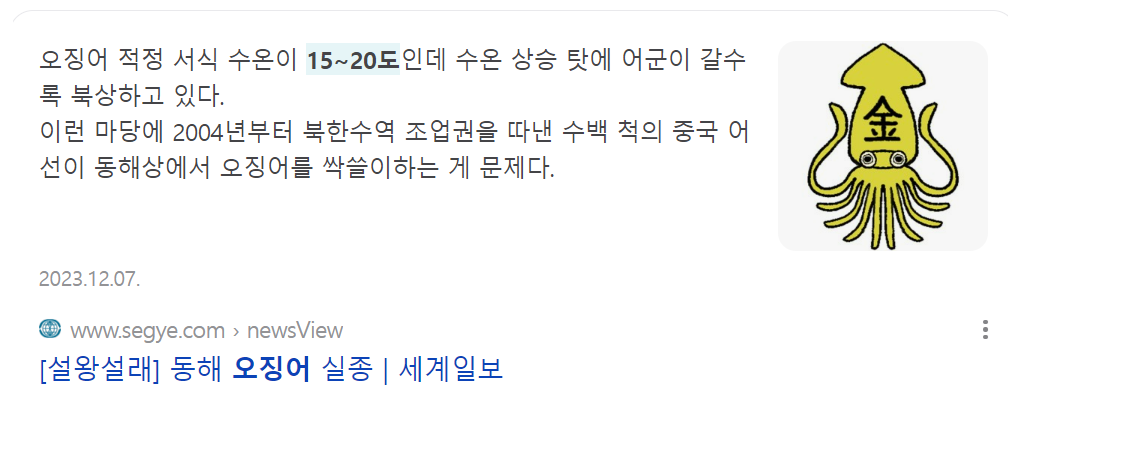 오징어 적정 서식 수온이 15~20도인데 수온 상승 탓에 어군이 갈수
록 북상하고 있다.
이런 마당에 2004년부터 북한수역 조업권을 따낸 수백 척의 중국 어
선이 동해상에서 오징어를 싹쓸이하는 게 문제다.
金
2023.12.07.
www.segye.com › newsView
[설왕설래] 동해 오징어 실종 | 세계일보